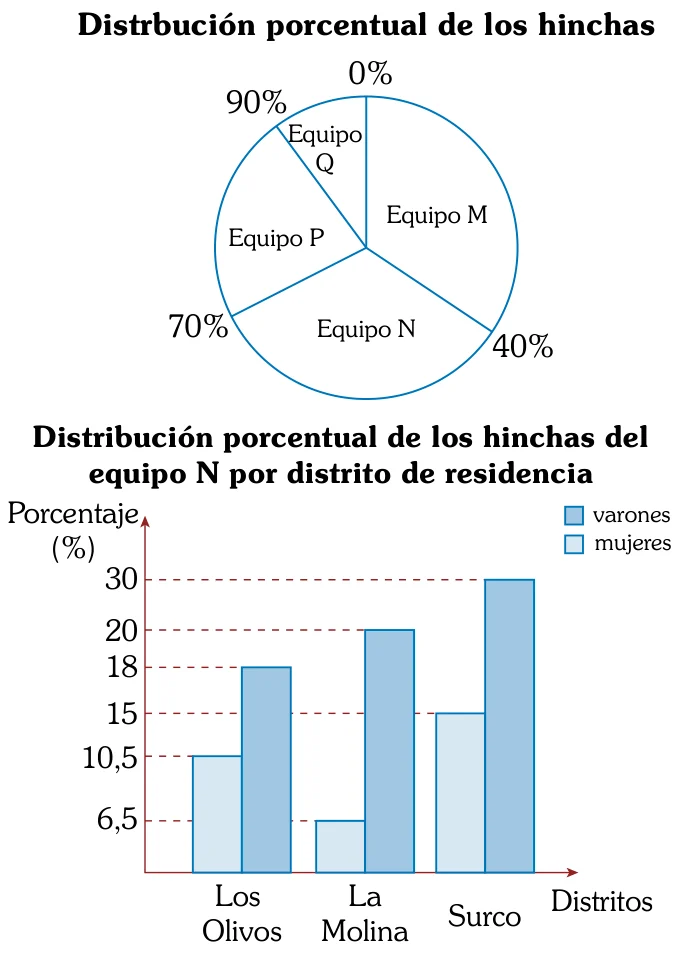 Distrbución porcentual de los hinchas
0%
90%
Equipo
Q
Equipo M
Equipo P
70%
Equipo N
40%
Distribución porcentual de los hinchas del
equipo N por distrito de residencia
Porcentaje
(%)
varones
mujeres
30
20
18
15
10,5
6,5
Los
Olivos
La
Molina
Surco
Distritos